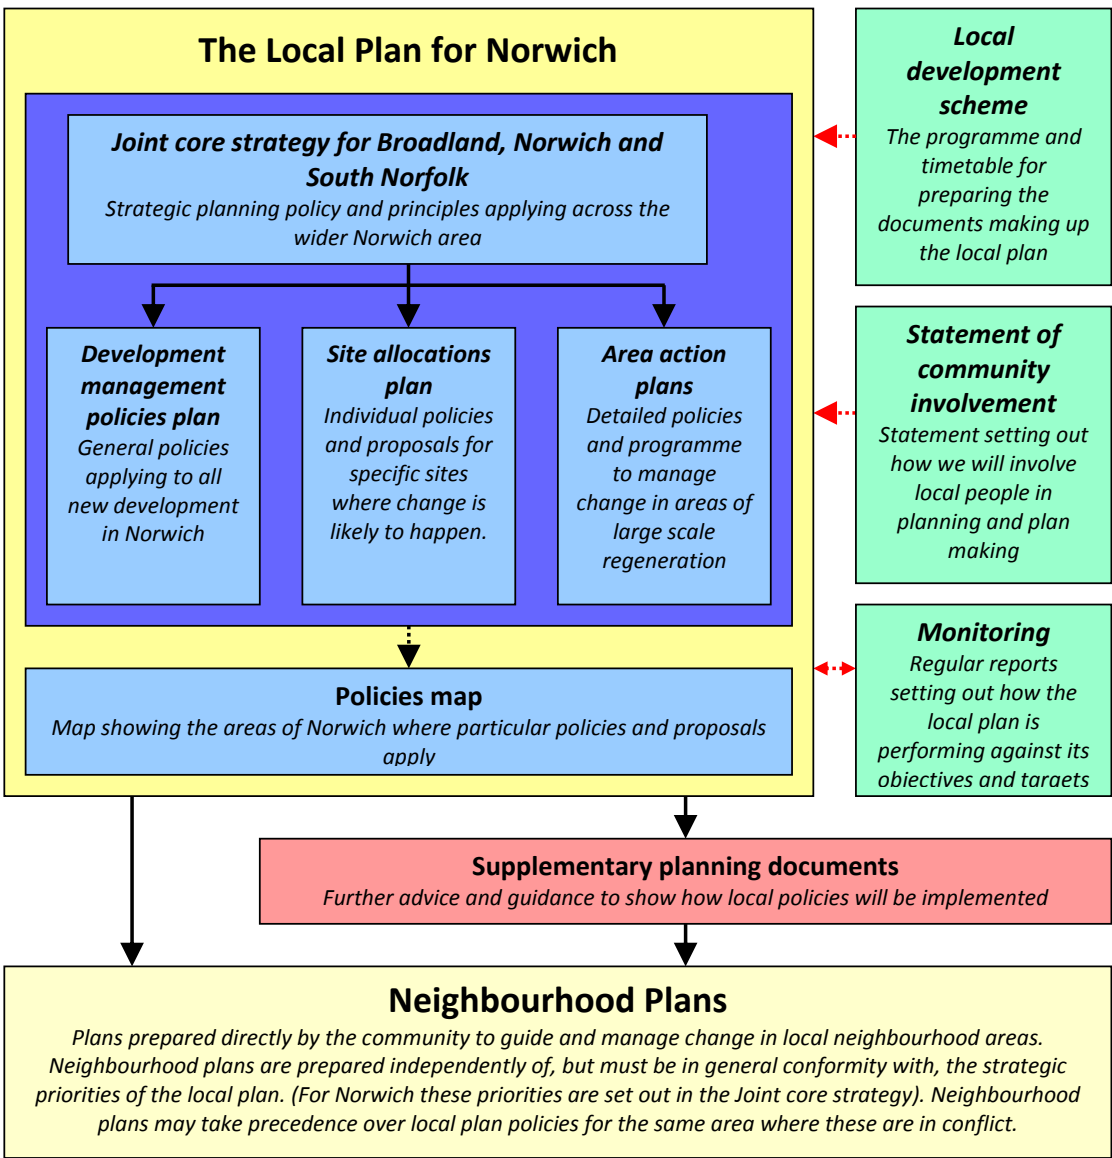 The Local Plan for Norwich
Joint core strategy for Broadland, Norwich and
South Norfolk
Strategic planning policy and principles applying across the
wider Norwich area
Development
management
policies plan
General policies
applying to all
new development
in Norwich
Site allocations
plan
Individual policies
and proposals for
specific sites
where change is
likely to happen.
Area action
plans
Detailed policies
and programme
to manage
change in areas of
large scale
regeneration
Policies map
Map showing the areas of Norwich where particular policies and proposals
apply
Local
development
scheme
The programme and
timetable for
preparing the
documents making up
the local plan
Statement of
community
involvement
Statement setting out
how we will involve
local people in
planning and plan
making
Monitoring
Regular reports
setting out how the
local plan is
performing against its
objectives and targets
Supplementary planning documents
Further advice and guidance to show how local policies will be implemented
Neighbourhood Plans
Plans prepared directly by the community to guide and manage change in local neighbourhood areas.
Neighbourhood plans are prepared independently of, but must be in general conformity with, the strategic
priorities of the local plan. (For Norwich these priorities are set out in the Joint core strategy). Neighbourhood
plans may take precedence over local plan policies for the same area where these are in conflict.